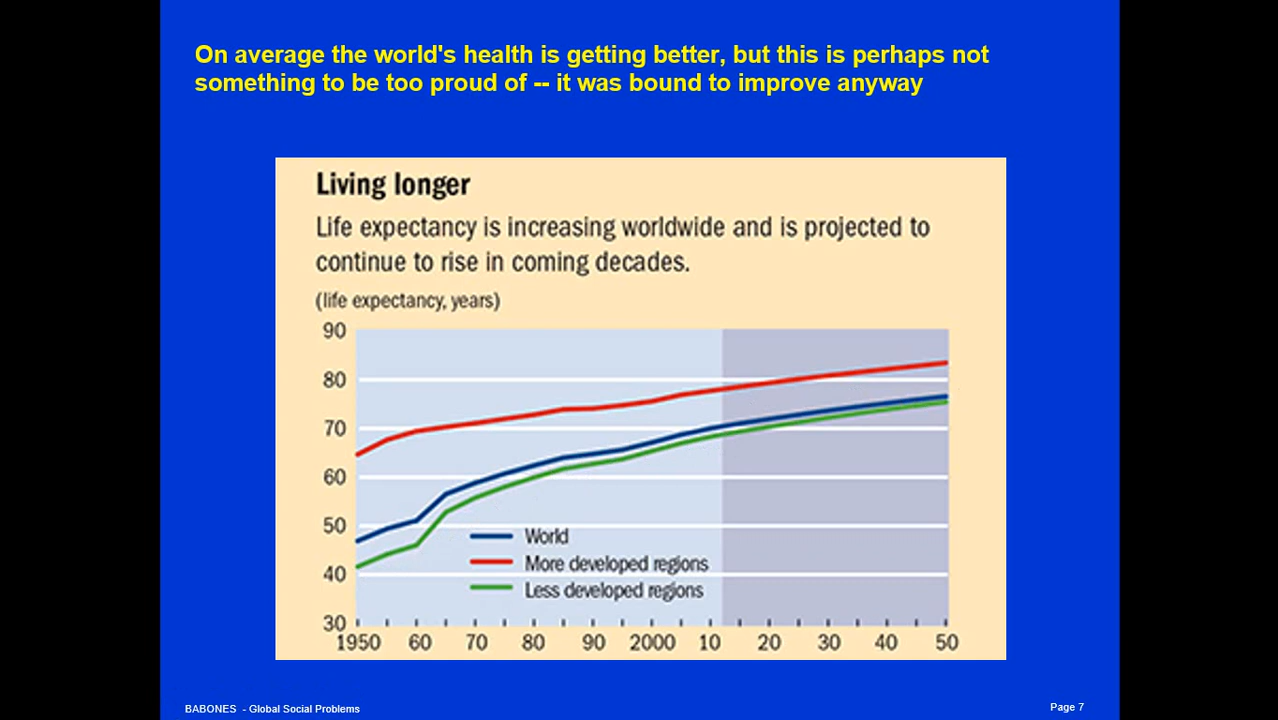 On average the world's health is getting better, but this is perhaps not
something to be too proud of -- it was bound to improve anyway
Living longer
Life expectancy is increasing worldwide and is projected to
continue to rise in coming decades.
(life expectancy, years)
90
80
70
60
50
40
30
World
More developed regions
Less developed regions
1950 60 70 80 90 2000 10 20 30 40 50
BABONES - Global Social Problems
Page 7